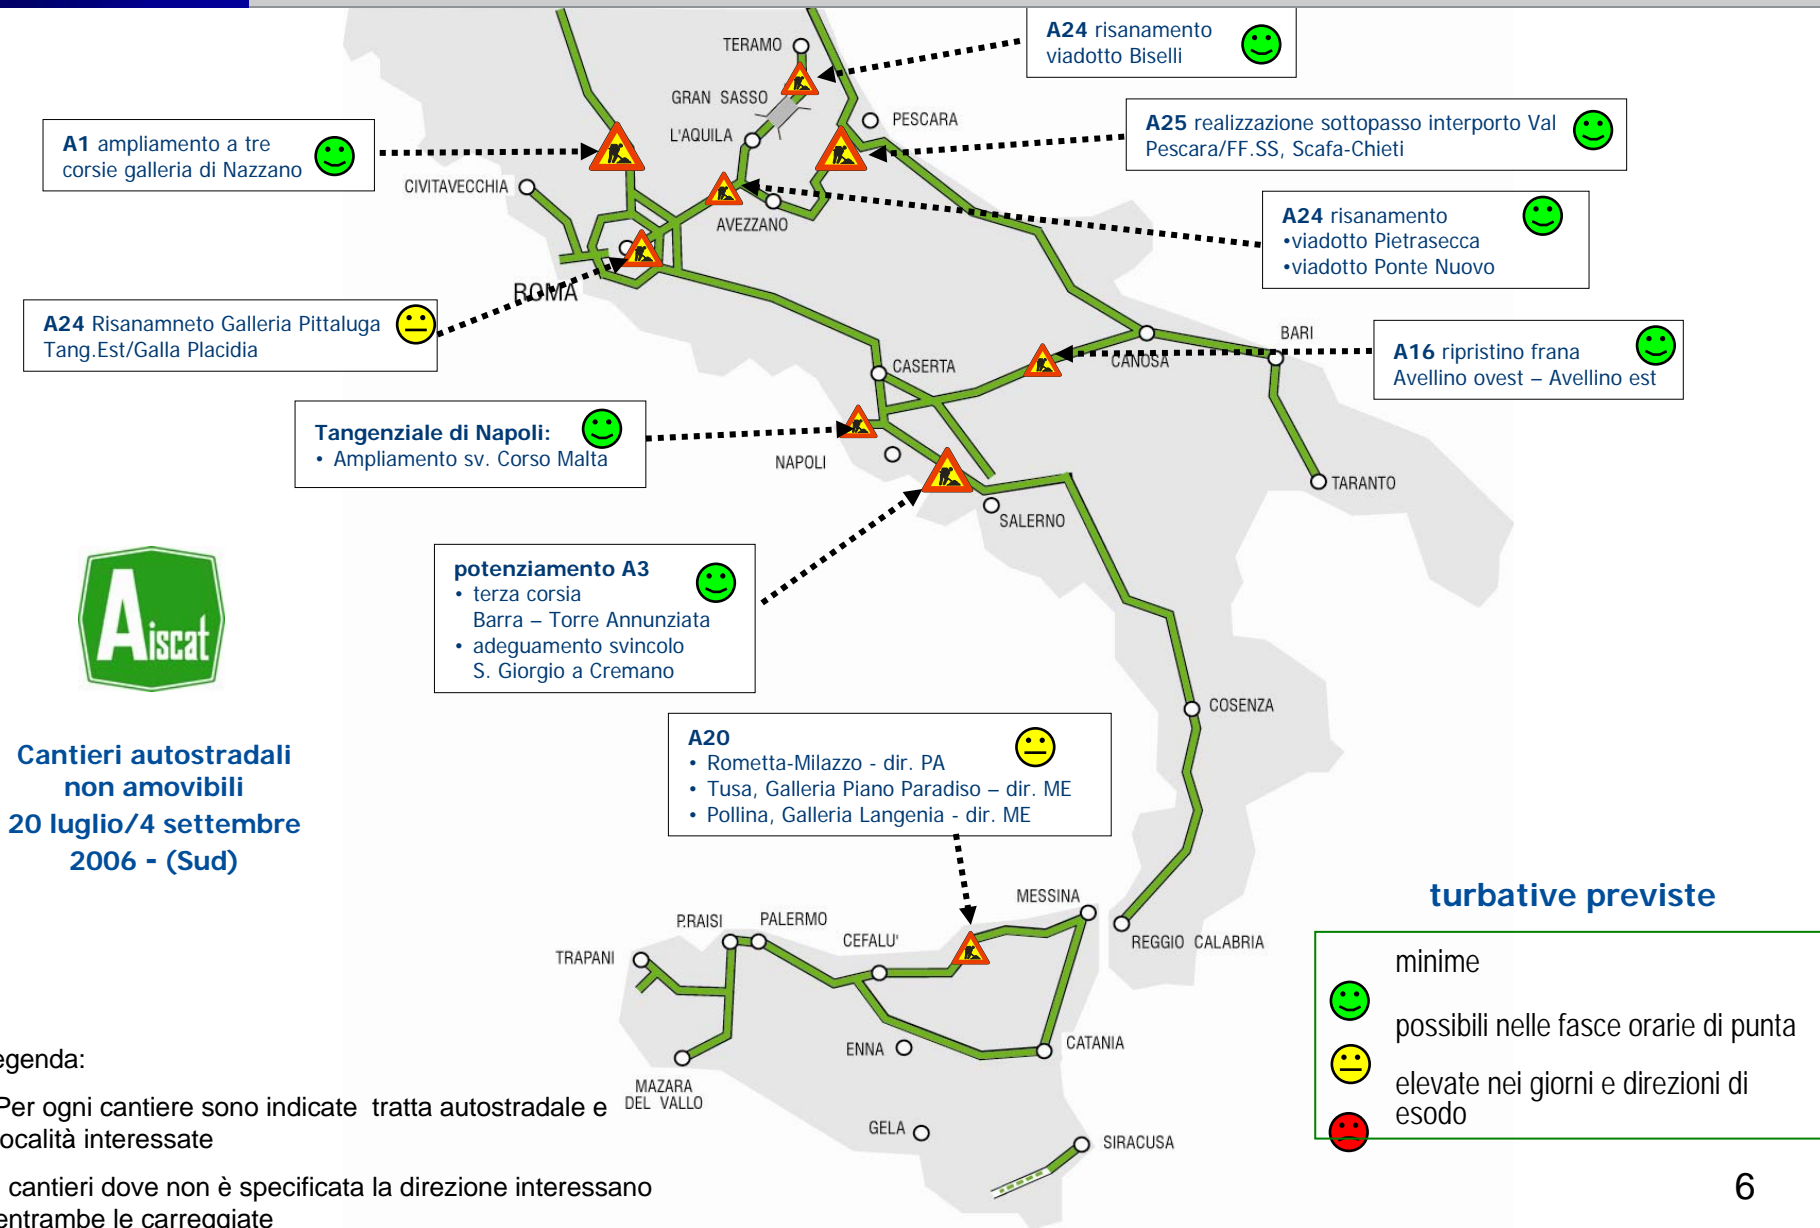 TERAMO
GRAN SASSO
L'AQUILA
PESCARA
CIVITAVECCHIA
AVEZZANO
ROMA
A24 risanamento
viadotto Biselli
A1 ampliamento a tre
corsie galleria di Nazzano
A25 realizzazione sottopasso interporto Val
Pescara/FF.SS, Scafa-Chieti
A24 risanamento
•viadotto Pietrasecca
•viadotto Ponte Nuovo
A24 Risanamneto Galleria Pittaluga
Tang.Est/Galla Placidia
BARI
CANOSA
CASERTA
A16 ripristino frana
Avellino ovest – Avellino est
Tangenziale di Napoli:
• Ampliamento sv. Corso Malta
NAPOLI
TARANTO
SALERNO
potenziamento A3
• terza corsia
Barra – Torre Annunziata
• adeguamento svincolo
S. Giorgio a Cremano
Aiscat
COSENZA
Cantieri autostradali
non amovibili
20 luglio/4 settembre
2006 - (Sud)
A20
• Rometta-Milazzo - dir. PA
• Tusa, Galleria Piano Paradiso – dir. ME
• Pollina, Galleria Langenia - dir. ME
MESSINA
P.RAISI
PALERMO
CEFALU'
TRAPANI
REGGIO CALABRIA
ENNA
CATANIA
MAZARA
DEL VALLO
GELA
SIRACUSA
turbative previste
minime
possibili nelle fasce orarie di punta
elevate nei giorni e direzioni di
esodo
egenda:
Per ogni cantiere sono indicate tratta autostradale e
ocalità interessate
cantieri dove non è specificata la direzione interessano
entrambe le carreggiate
6